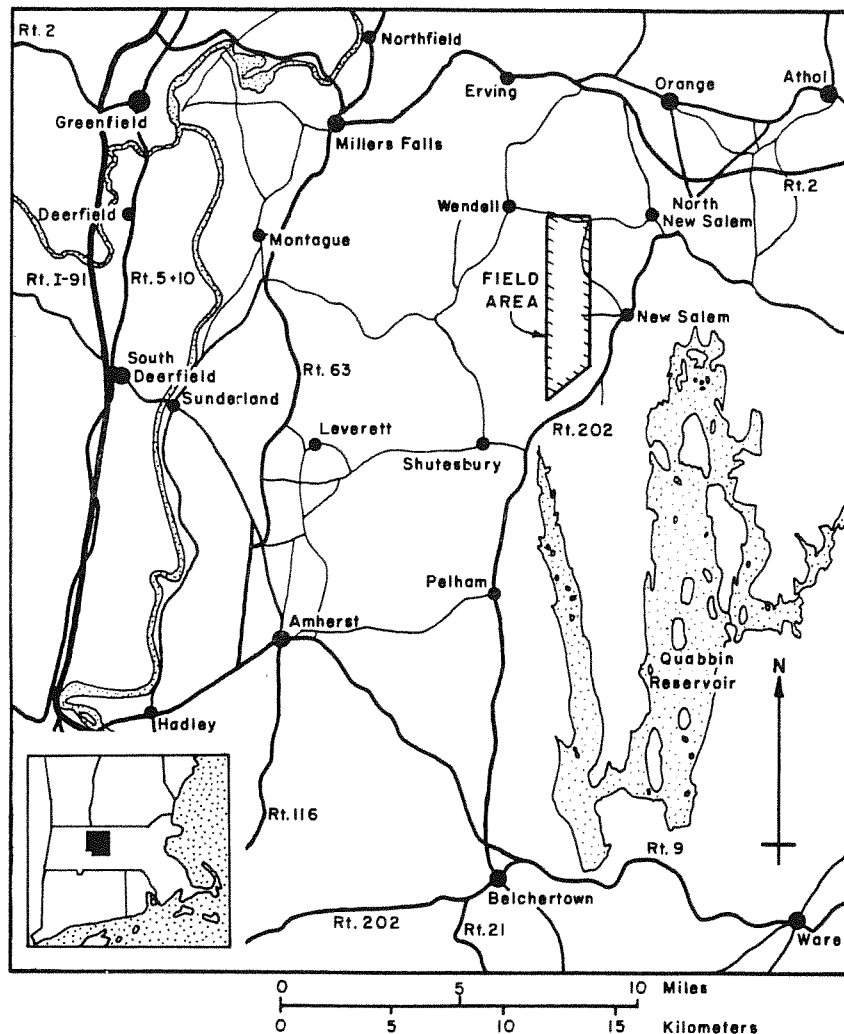 Rt. 2
Northfield
Greenfield
Erving
Orange
Athol
Millers Falls
Deerfield
Wendell
North
New Salem
Rt. 2
Montague
Rt. I-91
Rt. 5+10
FIELD
AREA
New Salem
South
Deerfield
Rt. 63
Sunderland
Leverett
Shutesbury
Rt. 202
Pelham
Amherst
Quabbin
Reservoir
N
Hadley
Rt. 116
Rt. 9
Belchertown
Rt. 202
Rt. 21
Ware
0 5 10 Miles
0 5 10 15 Kilometers